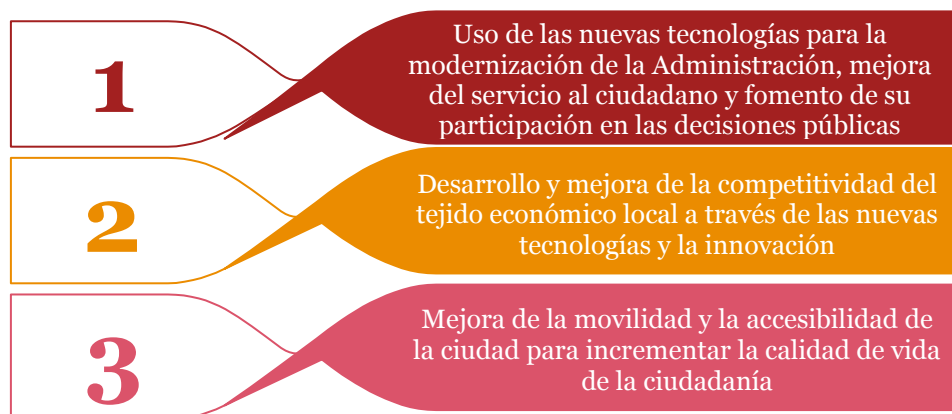 1
Uso de las nuevas tecnologías para la
modernización de la Administración, mejora
del servicio al ciudadano y fomento de su
participación en las decisiones públicas
2
Desarrollo y mejora de la competitividad del
tejido económico local a través de las nuevas
tecnologías y la innovación
3
Mejora de la movilidad y la accesibilidad de
la ciudad para incrementar la calidad de vida
de la ciudadanía